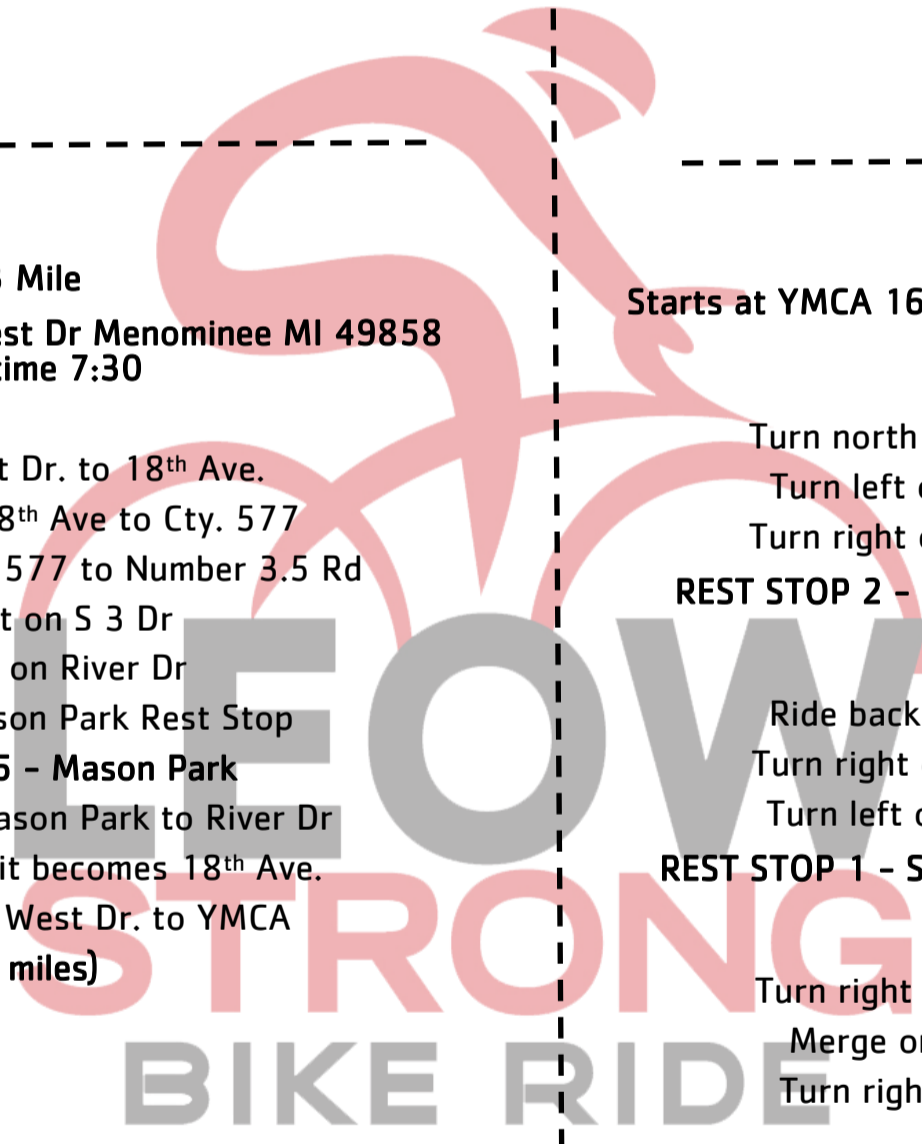 Mile
est Dr Menominee MI 49858
time 7:30
t Dr. to 18th Ave.
8th Ave to Cty. 577
577 to Number 3.5 Rd
t on S 3 Dr
on River Dr
son Park Rest Stop
5 – Mason Park
ason Park to River Dr
it becomes 18th Ave.
West Dr. to YMCA
miles)
Starts at YMCA 16
Turn north
Turn left
Turn right
REST STOP 2 –
Ride back
Turn right
Turn left
REST STOP 1 – S
Turn right
Merge
Turn righ
LEOW
STRONG
BIKE RIDE